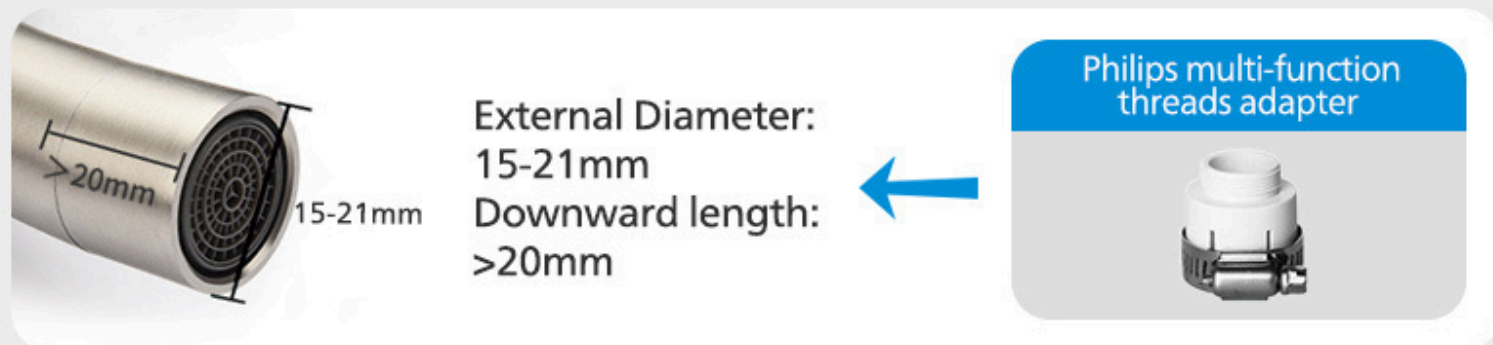 >20mm
15-21mm
External Diameter:
15-21mm
Downward length:
>20mm
Philips multi-function
threads adapter